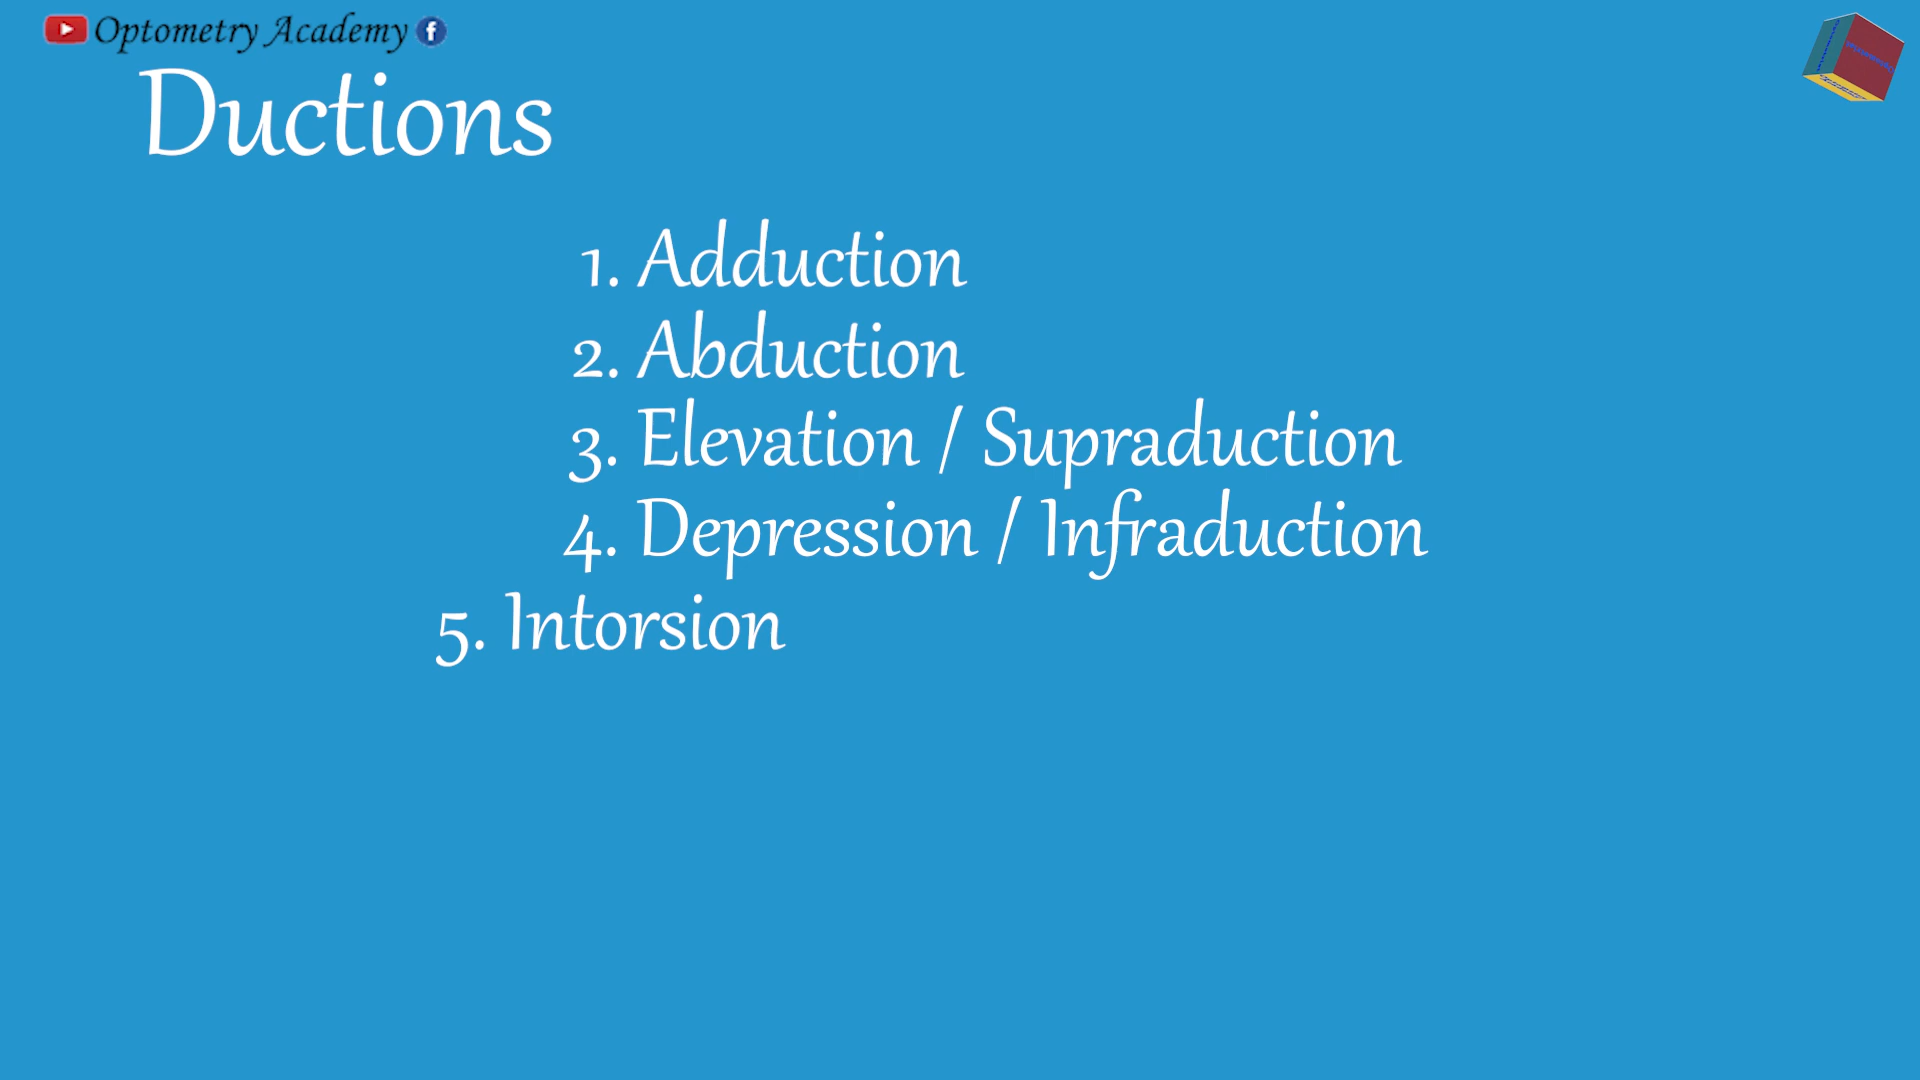 Optometry Academy
Ductions
1. Adduction
2. Abduction
3. Elevation / Supraduction
4. Depression / Infraduction
5. Intorsion